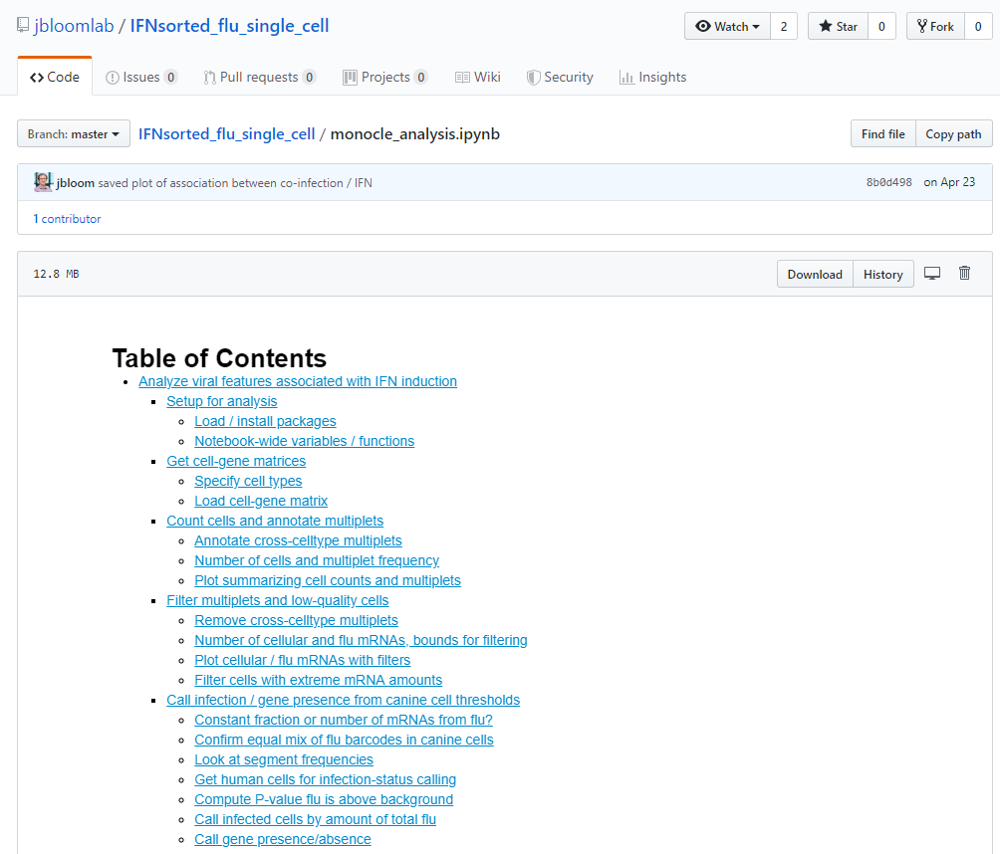 jbloomlab / IFNsorted_flu_single_cell Watch 2 Star 0 Fork 0
Code Issues 0 Pull requests 0 Projects 0 Wiki Security Insights
Branch: master IFNsorted_flu_single_cell / monocle_analysis.ipynb Find file Copy path
jbloom saved plot of association between co-infection / IFN 8b0d498 on Apr 23
1 contributor
12.8 MB Download History
Table of Contents
Analyze viral features associated with IFN induction
Setup for analysis
Load / install packages
Notebook-wide variables / functions
Get cell-gene matrices
Specify cell types
Load cell-gene matrix
Count cells and annotate multiplets
Annotate cross-celltype multiplets
Number of cells and multiplet frequency
Plot summarizing cell counts and multiplets
Filter multiplets and low-quality cells
Remove cross-celltype multiplets
Number of cellular and flu mRNAs, bounds for filtering
Plot cellular / flu mRNAs with filters
Filter cells with extreme mRNA amounts
Call infection / gene presence from canine cell thresholds
Constant fraction or number of mRNAs from flu?
Confirm equal mix of flu barcodes in canine cells
Look at segment frequencies
Get human cells for infection-status calling
Compute P-value flu is above background
Call infected cells by amount of total flu
Call gene presence/absence